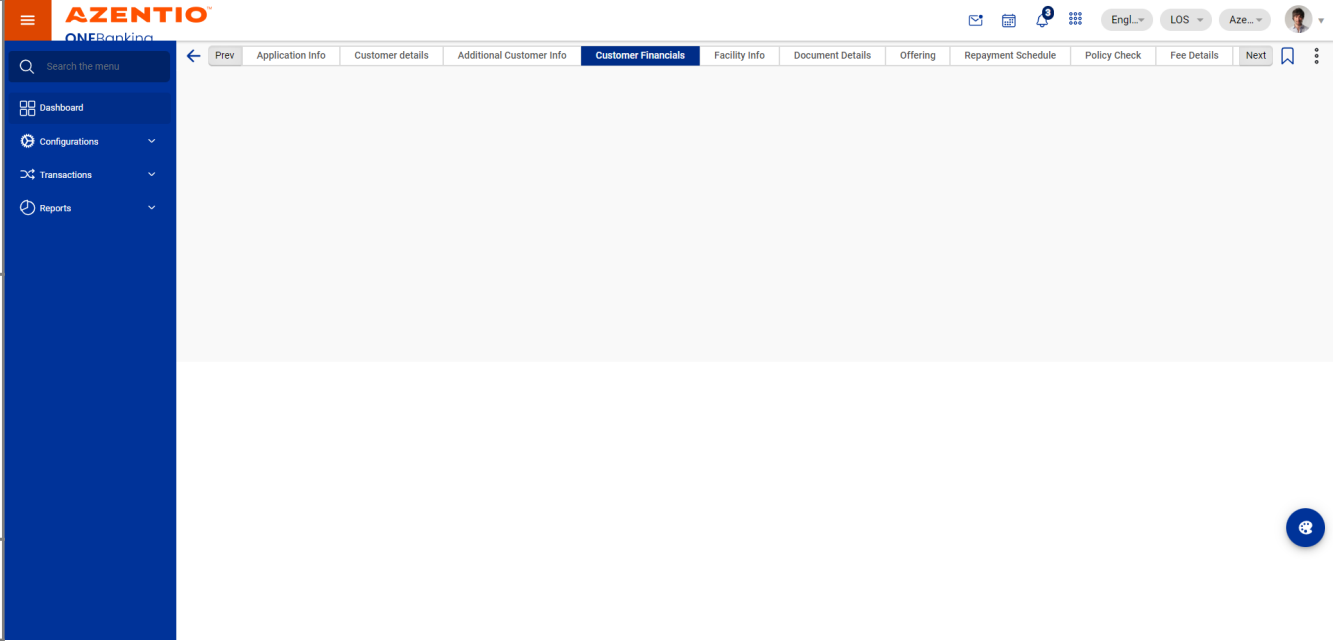 AZENTIO™
ONEBanking
3
Engl...
LOS
Aze...
Search the menu
Dashboard
Configurations
Transactions
Reports
Prev Application Info Customer details Additional Customer Info Customer Financials Facility Info Document Details Offering Repayment Schedule Policy Check Fee Details Next